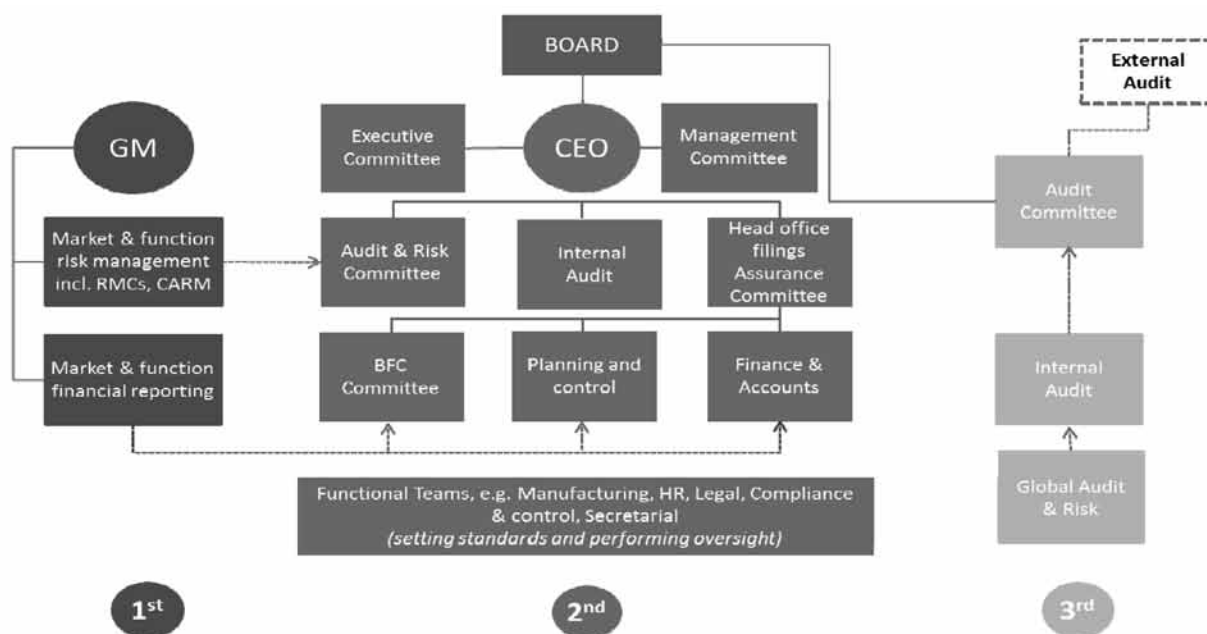 BOARD
External
Audit
GM
Executive
Committee
CEO
Management
Committee
Audit
Committee
Market & function
risk management
incl. RMCs, CARM
Audit & Risk
Committee
Internal
Audit
Head office
filings
Assurance
Committee
Market & function
financial reporting
BFC
Committee
Planning and
control
Finance &
Accounts
Internal
Audit
Functional Teams, e.g. Manufacturing, HR, Legal, Compliance
& control, Secretarial
(setting standards and performing oversight)
Global Audit
& Risk
1st
2nd
3rd